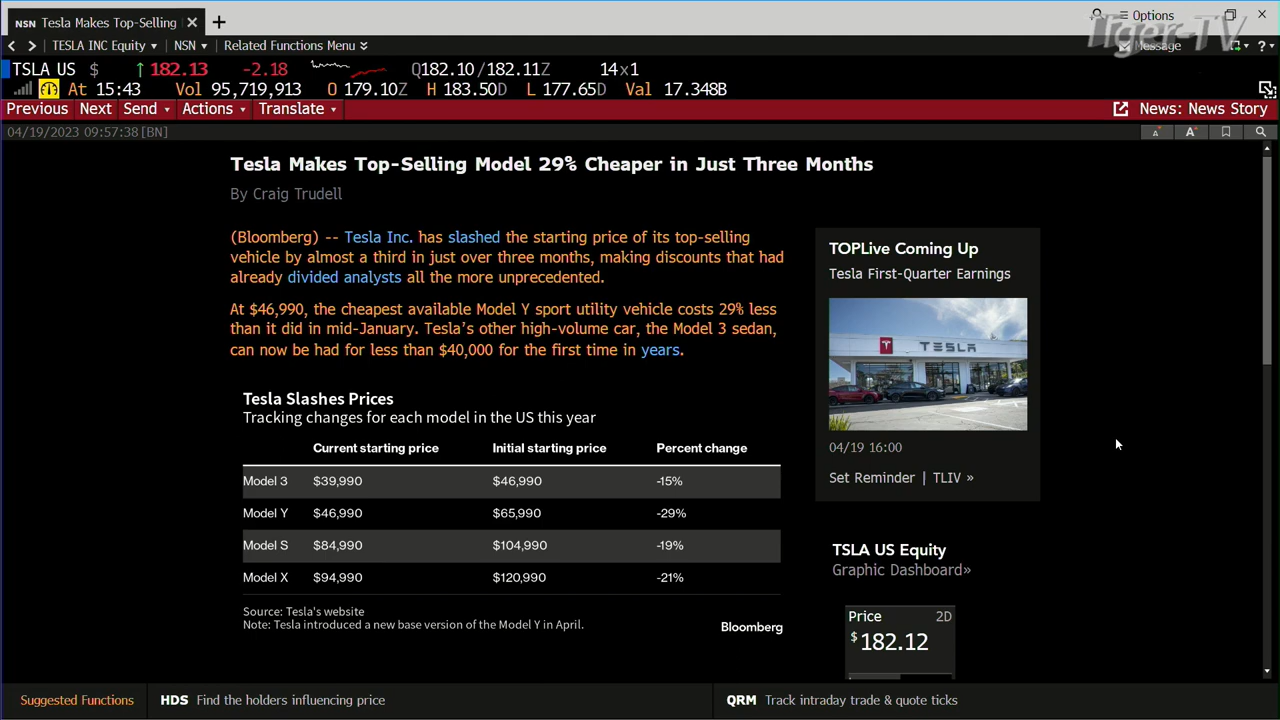 NSN Tesla Makes Top-Selling × +
Options
TESLA INC Equity NSN Related Functions Menu
Message
Tiger-TV
TSLA US $ ↑ 182.13 -2.18 Q182.10/182.11Z 14x1
At 15:43 Vol 95,719,913 O 179.10Z H 183.50D L 177.65D Val 17.348B
Previous Next Send Actions Translate News: News Story
04/19/2023 09:57:38[BN]
A A
Tesla Makes Top-Selling Model 29% Cheaper in Just Three Months
By Craig Trudell
(Bloomberg) -- Tesla Inc. has slashed the starting price of its top-selling
vehicle by almost a third in just over three months, making discounts that had
already divided analysts all the more unprecedented.
At $46,990, the cheapest available Model Y sport utility vehicle costs 29% less
than it did in mid-January. Tesla's other high-volume car, the Model 3 sedan,
can now be had for less than $40,000 for the first time in years.
Tesla Slashes Prices
Tracking changes for each model in the US this year
Current starting price Initial starting price Percent change
Model 3 $39,990 $46,990 -15%
Model Y $46,990 $65,990 -29%
Model S $84,990 $104,990 -19%
Model X $94,990 $120,990 -21%
Source: Tesla's website
Note: Tesla introduced a new base version of the Model Y in April.
Bloomberg
TOPLive Coming Up
Tesla First-Quarter Earnings
TESLA
04/19 16:00
Set Reminder | TLIV »
TSLA US Equity
Graphic Dashboard»
Price 2D
$182.12
Suggested Functions HDS Find the holders influencing price QRM Track intraday trade & quote ticks